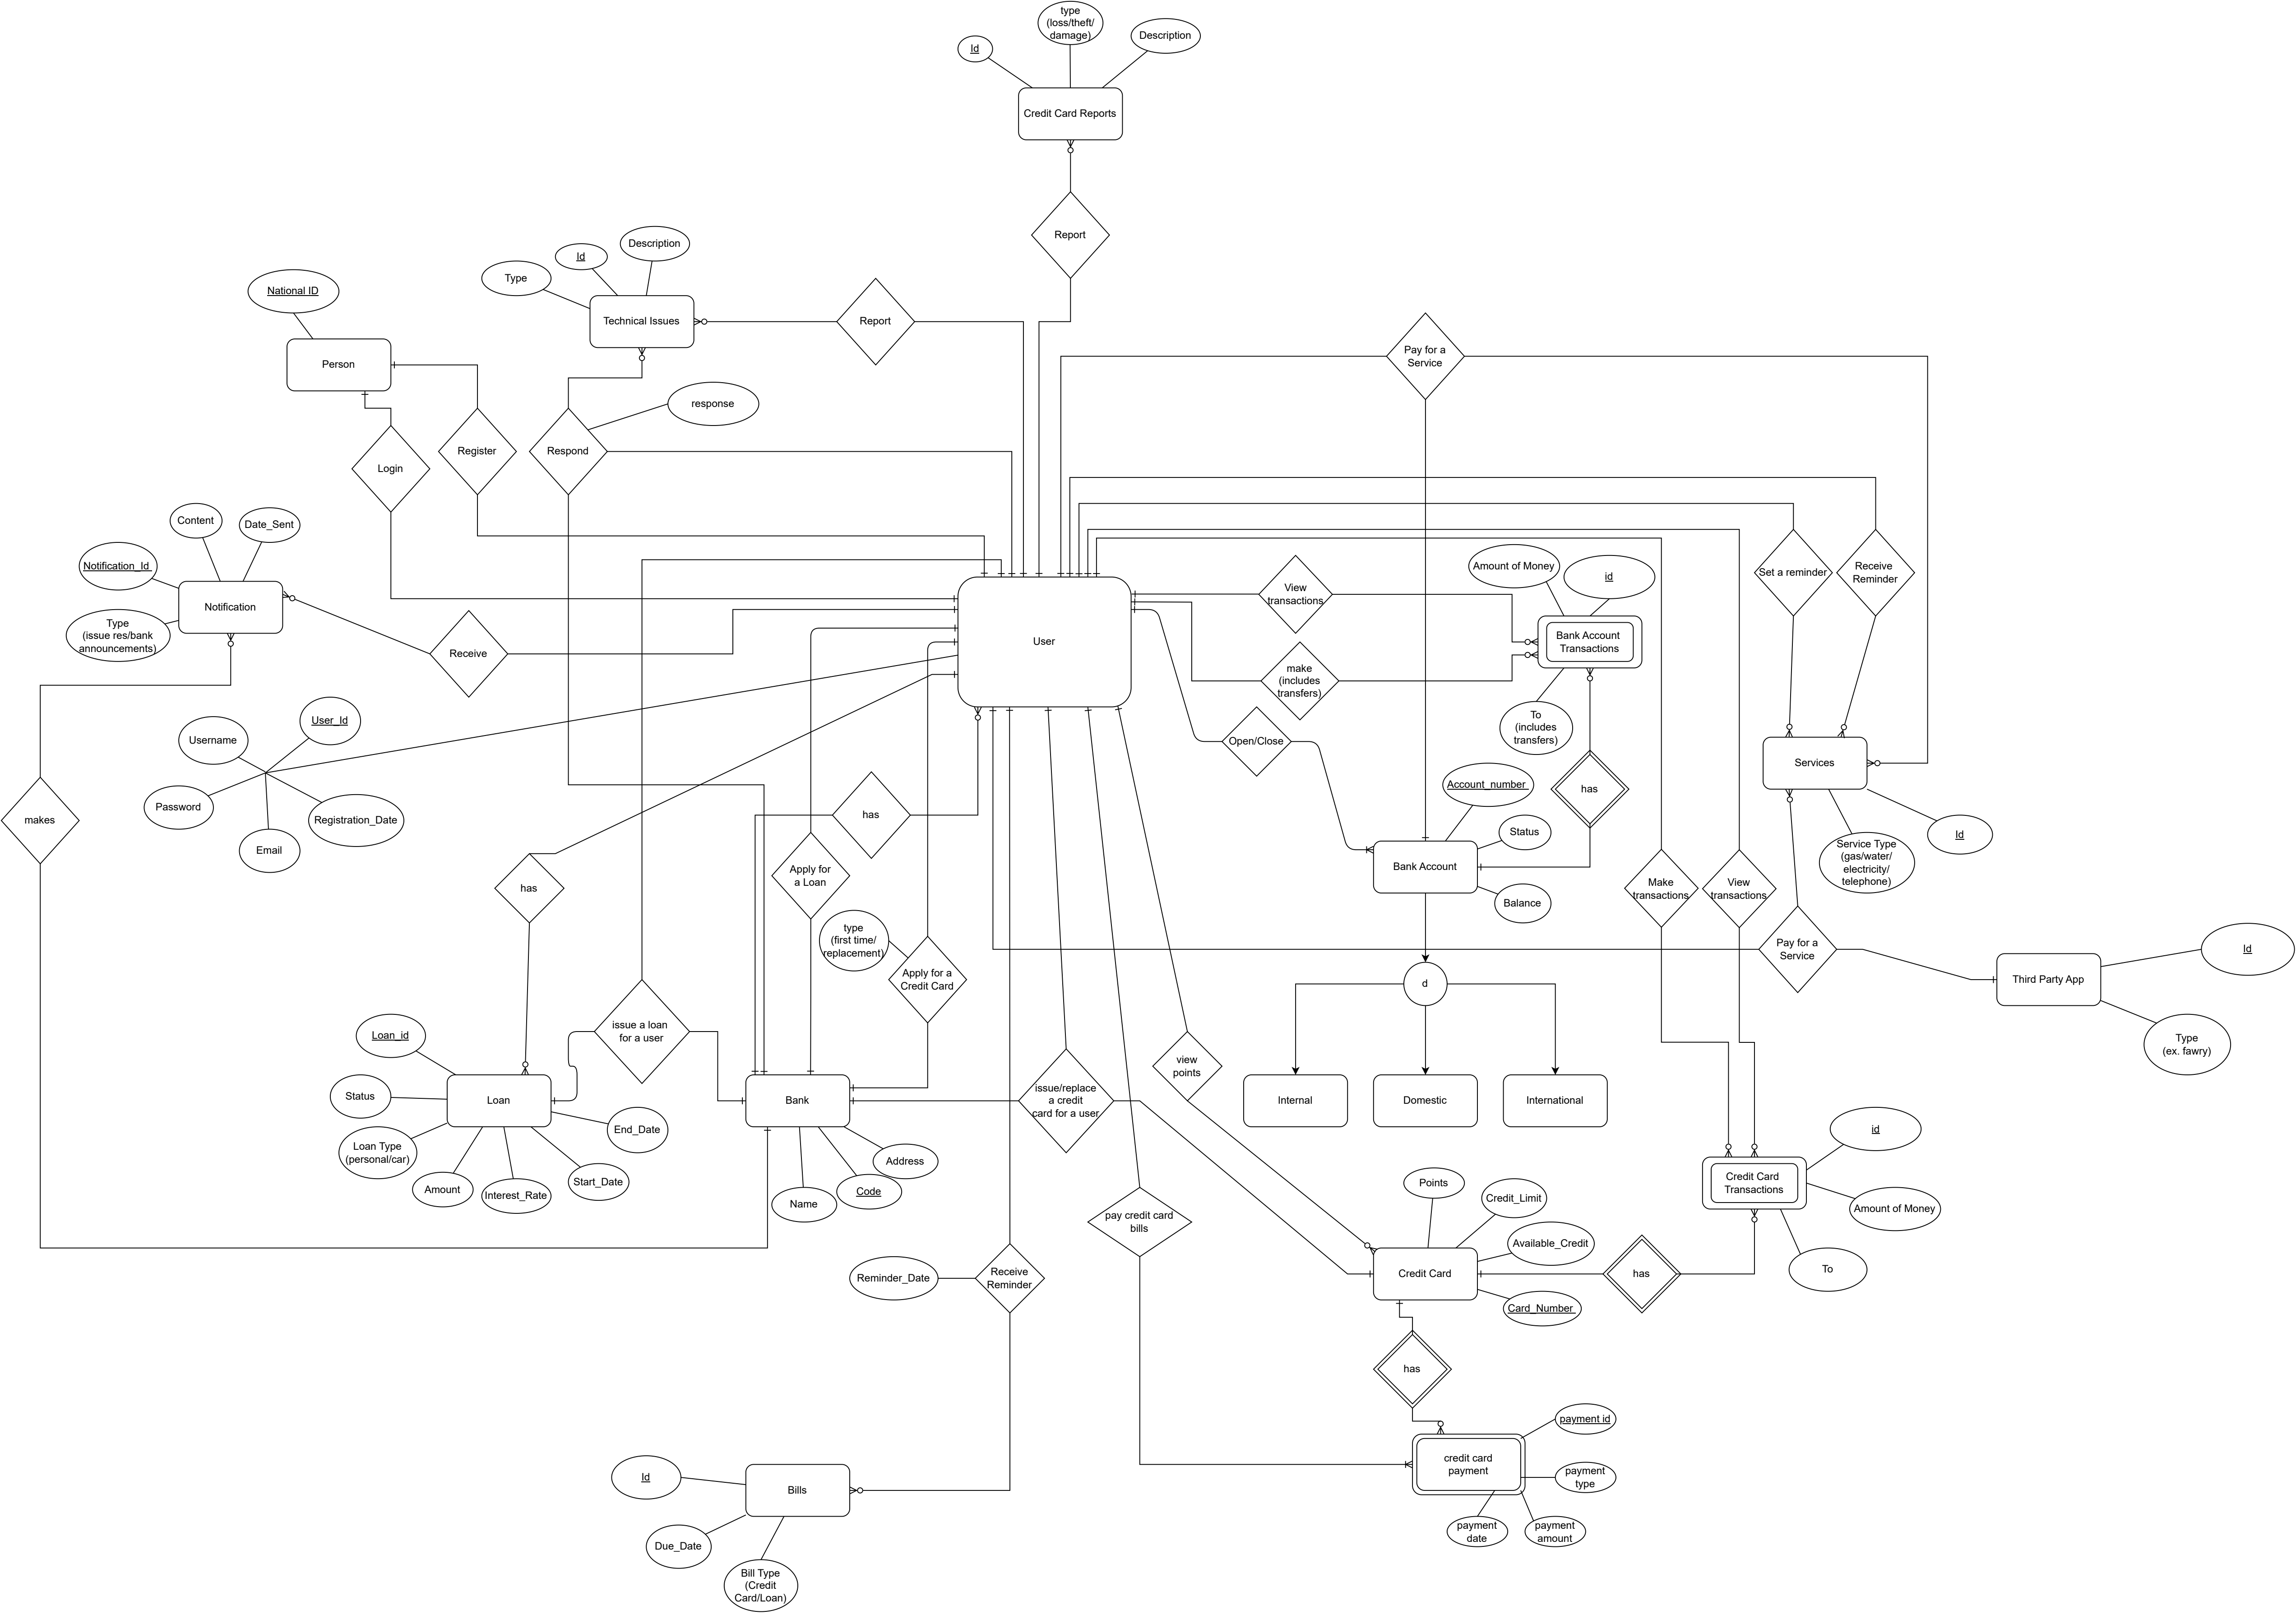 type
(loss/theft/
damage)
Id
Description
Credit Card Reports
Report
Description
Id
Type
National ID
Technical Issues
Report
Person
Pay for a
Service
response
Login
Register
Respond
Content
Date_Sent
Notification_Id
Notification
Type
(issue res/bank
announcements)
Receive
User
View
transactions
Amount of Money
id
Set a reminder
Receive
Reminder
Bank Account
Transactions
make
(includes
transfers)
To
(includes
transfers)
Open/Close
User_Id
Username
Password
Registration_Date
Email
makes
has
Services
Account_number
has
Status
Id
Service Type
(gas/water/
electricity/
telephone)
Bank Account
Balance
has
Apply for
a Loan
Make
transactions
View
transactions
type
(first time/
replacement)
Apply for a
Credit Card
Pay for a
Service
Id
Third Party App
Type
(ex. fawry)
d
Loan_id
issue a loan
for a user
view
points
Status
Loan
Bank
issue/replace
a credit
card for a user
Internal
Domestic
International
End_Date
Loan Type
(personal/car)
Amount
Interest_Rate
Start_Date
Address
Name
Code
id
Credit Card
Transactions
Points
Credit_Limit
Amount of Money
pay credit card
bills
Available_Credit
Reminder_Date
Receive
Reminder
Credit Card
has
To
Card_Number
has
payment id
credit card
payment
payment
type
Id
Bills
payment
date
payment
amount
Due_Date
Bill Type
(Credit
Card/Loan)